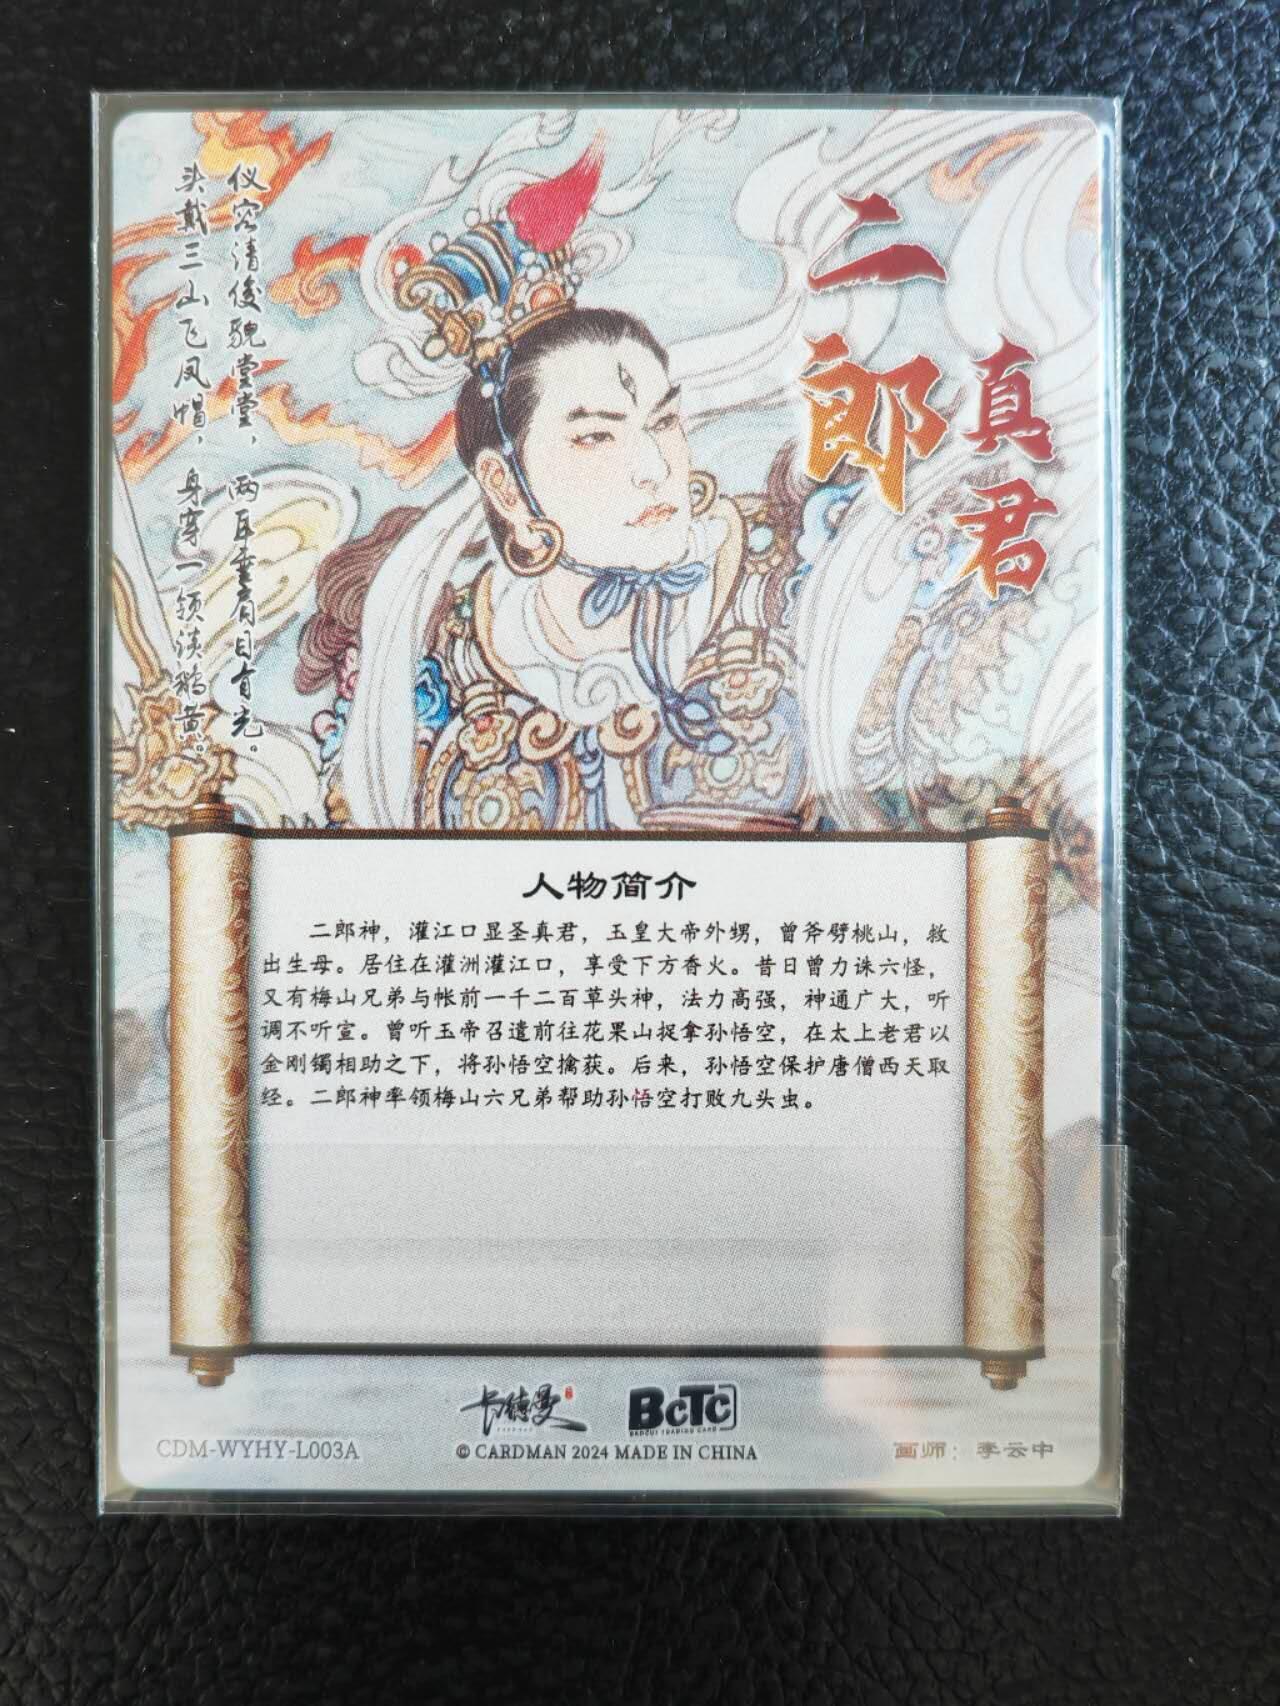 二郎
真君
仪容清俊貌堂堂，两耳垂肩目有光。
头戴三山飞凤帽，身穿一领淡鹅黄。
人物简介
二郎神，灌江口显圣真君，玉皇大帝外甥，曾斧劈桃山，救
出生母。居住在灌洲灌江口，享受下方香火。昔日曾力诛六怪，
又有梅山兄弟与帐前一千二百草头神，法力高强，神通广大，听
调不听宣。曾听玉帝召遣前往花果山捉拿孙悟空，在太上老君以
金刚镯相助之下，将孙悟空擒获。后来，孙悟空保护唐僧西天取
经。二郎神率领梅山六兄弟帮助孙悟空打败九头虫。
卡德曼
BCTC
CDM-WYHY-L003A
© CARDMAN 2024 MADE IN CHINA
画师：李云中